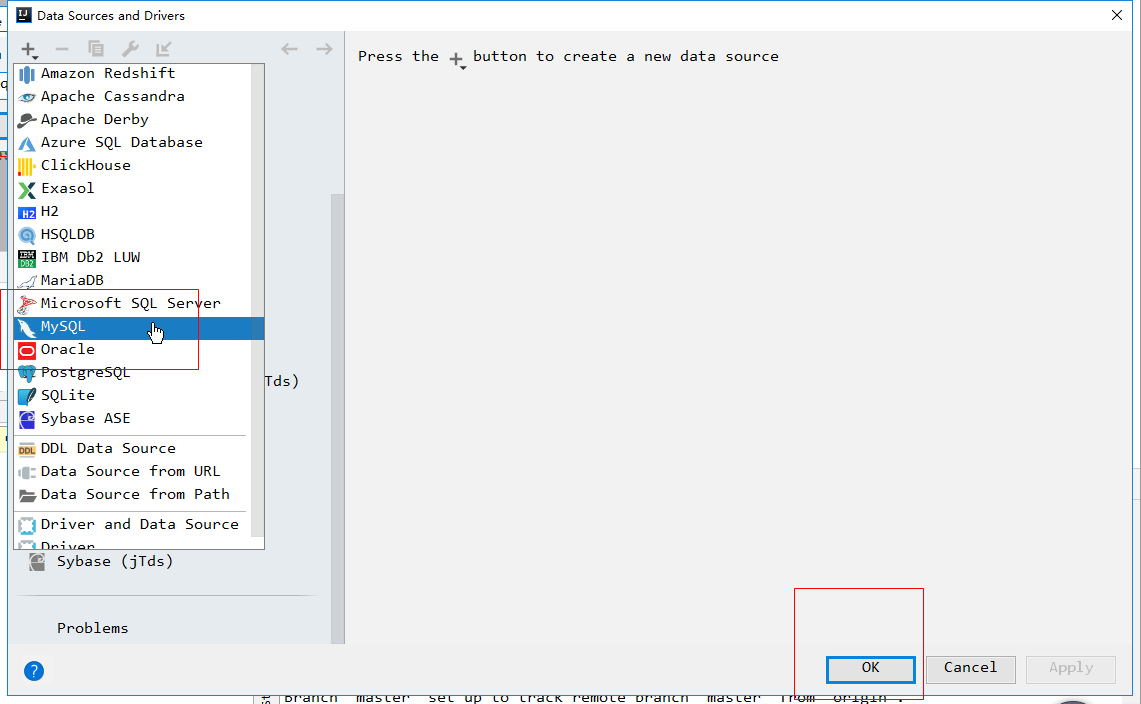 Data Sources and Drivers
Press the + button to create a new data source
Amazon Redshift
Apache Cassandra
Apache Derby
Azure SQL Database
ClickHouse
Exasol
H2
HSQLDB
IBM Db2 LUW
MariaDB
Microsoft SQL Server
MySQL
Oracle
PostgreSQL
Tds)
SQLite
Sybase ASE
DDL Data Source
Data Source from URL
Data Source from Path
Driver and Data Source
Driver
Sybase (jTds)
Problems
?
OK
Cancel
Apply
Branch 'master' set up to track remote branch 'master' from 'origin'.